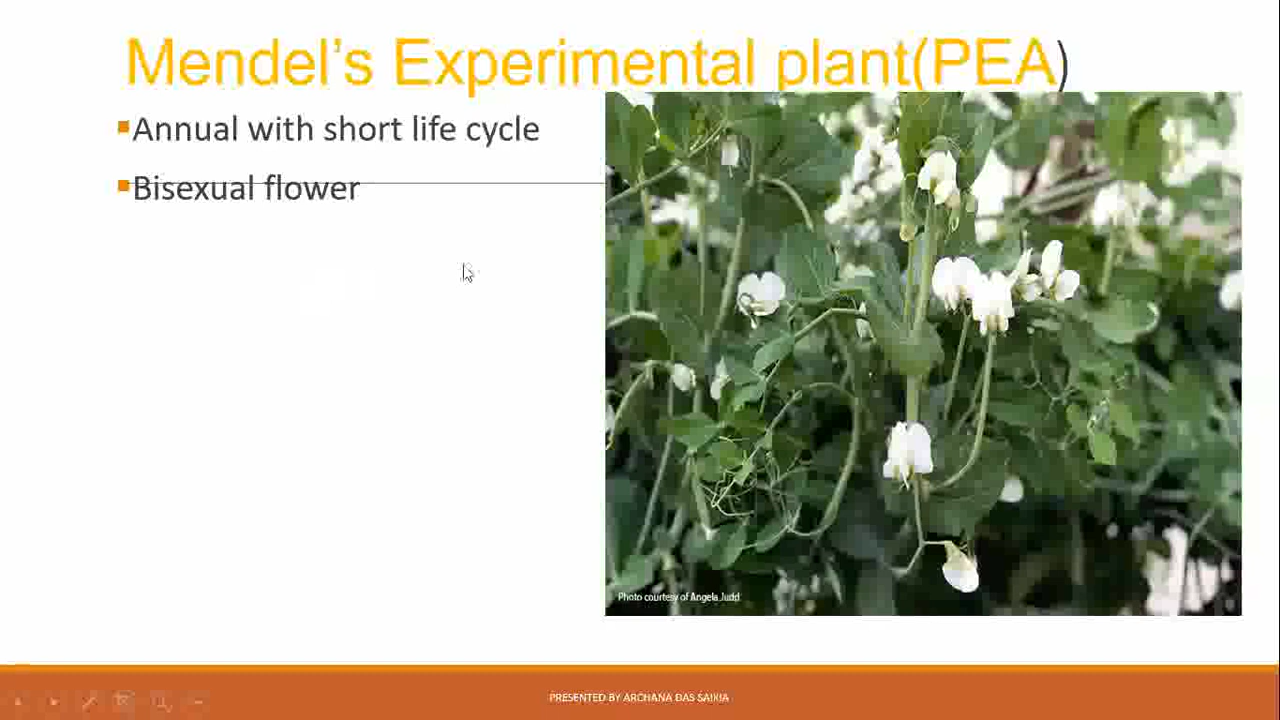 Mendel's Experimental plant(PEA)
Annual with short life cycle
Bisexual flower
Photo courtesy of Angela Judd
PRESENTED BY ARCHANA DAS SAIKIA